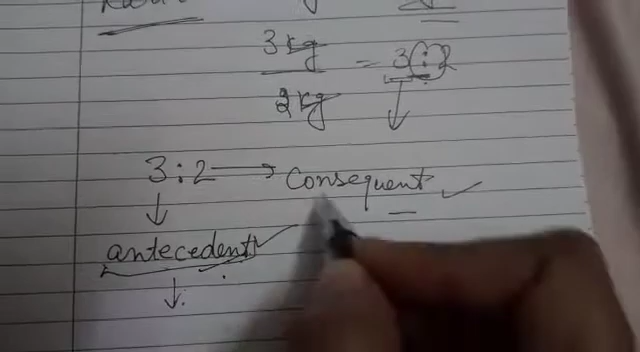 3 kg
= 3 : 2
2 kg
3 : 2 → Consequent ✓
↓
antecedent ✓
↓